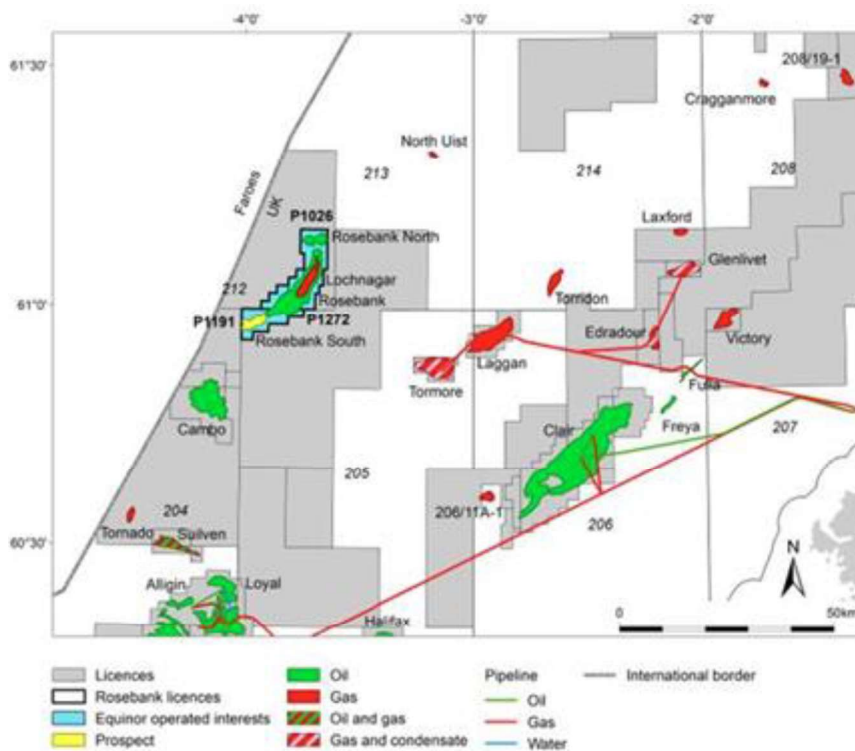 -4°0'
-3°0'
-2°0'
61°30'
208/19-1
Cragganmore
North Uist
213
214
208
Faroes
UK
P1026
Rosebank North
Laxford
Glenlivet
Lochnagar
212
Rosebank
61°0'
Torridon
P1191
P1272
Rosebank South
Edradour
Victory
Laggan
Tormore
Fulla
Cambo
Clair
Freya
207
205
204
206/11A-1
Tornado
Suilven
206
60°30'
N
Alligin
Loyal
Halifax
0
50km
Licences
Rosebank licences
Equinor operated interests
Prospect
Oil
Gas
Oil and gas
Gas and condensate
Pipeline
Oil
Gas
Water
International border